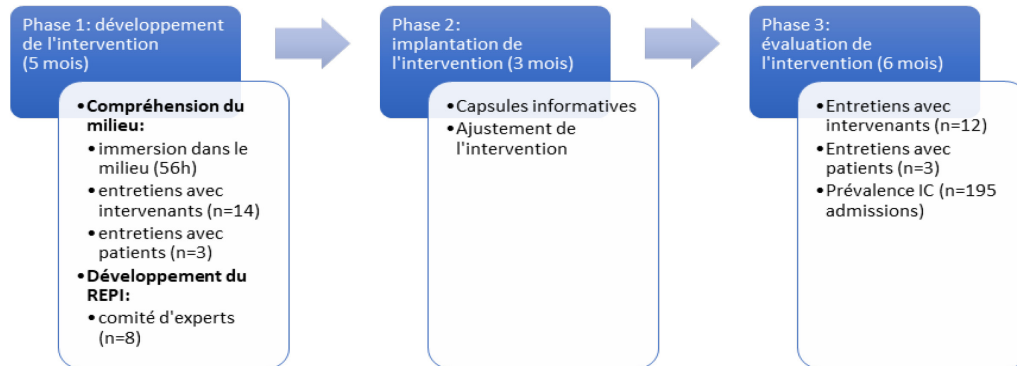 Phase 1: développement
de l'intervention
(5 mois)
•Compréhension du
milieu:
•immersion dans le
milieu (56h)
•entretiens avec
intervenants (n=14)
•entretiens avec
patients (n=3)
•Développement du
REPI:
•comité d'experts
(n=8)
Phase 2:
implantation de
l'intervention (3 mois)
•Capsules informatives
•Ajustement de
l'intervention
Phase 3:
évaluation de
l'intervention (6 mois)
•Entretiens avec
intervenants (n=12)
•Entretiens avec
patients (n=3)
•Prévalence IC (n=195
admissions)